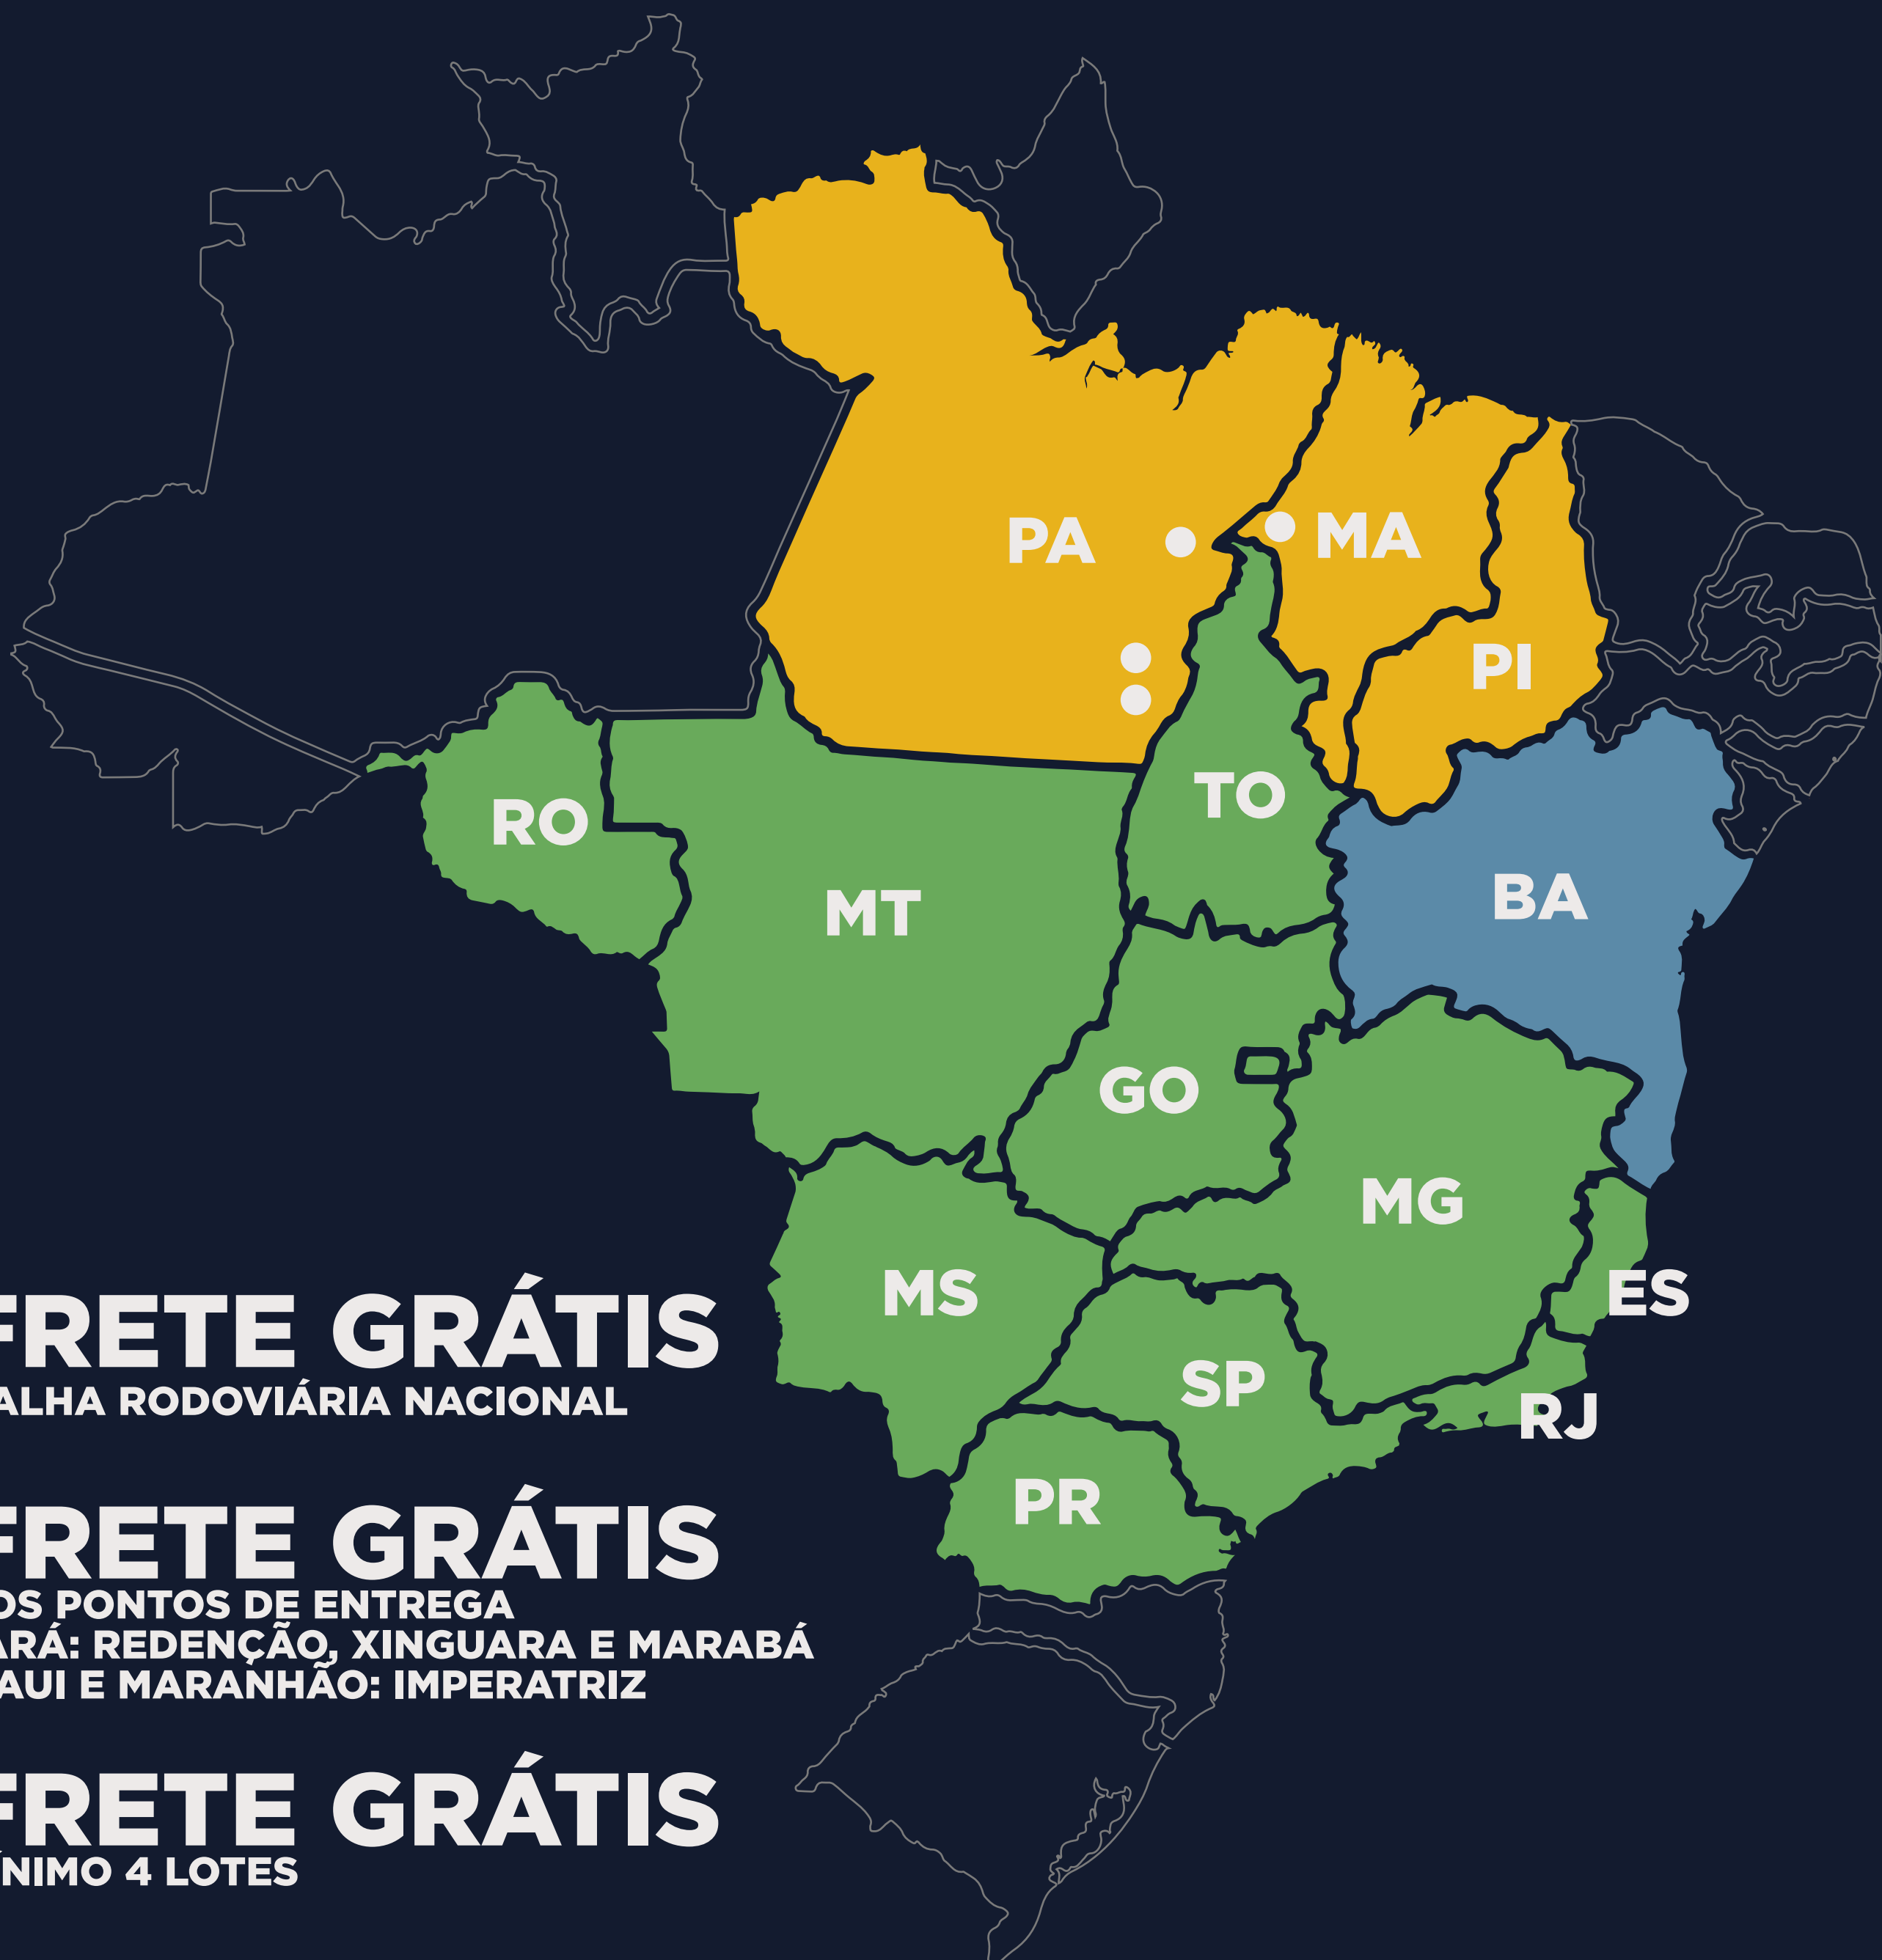 PA
MA
PI
TO
RO
MT
BA
GO
MG
MS
ES
SP
RJ
PR
FRETE GRÁTIS
ALHA RODOVIÁRIA NACIONAL
FRETE GRÁTIS
OS PONTOS DE ENTREGA
ARÁ: REDENÇÃO, XINGUARA E MARABÁ
AUI E MARANHÃO: IMPERATRIZ
FRETE GRÁTIS
ÍNIMO 4 LOTES